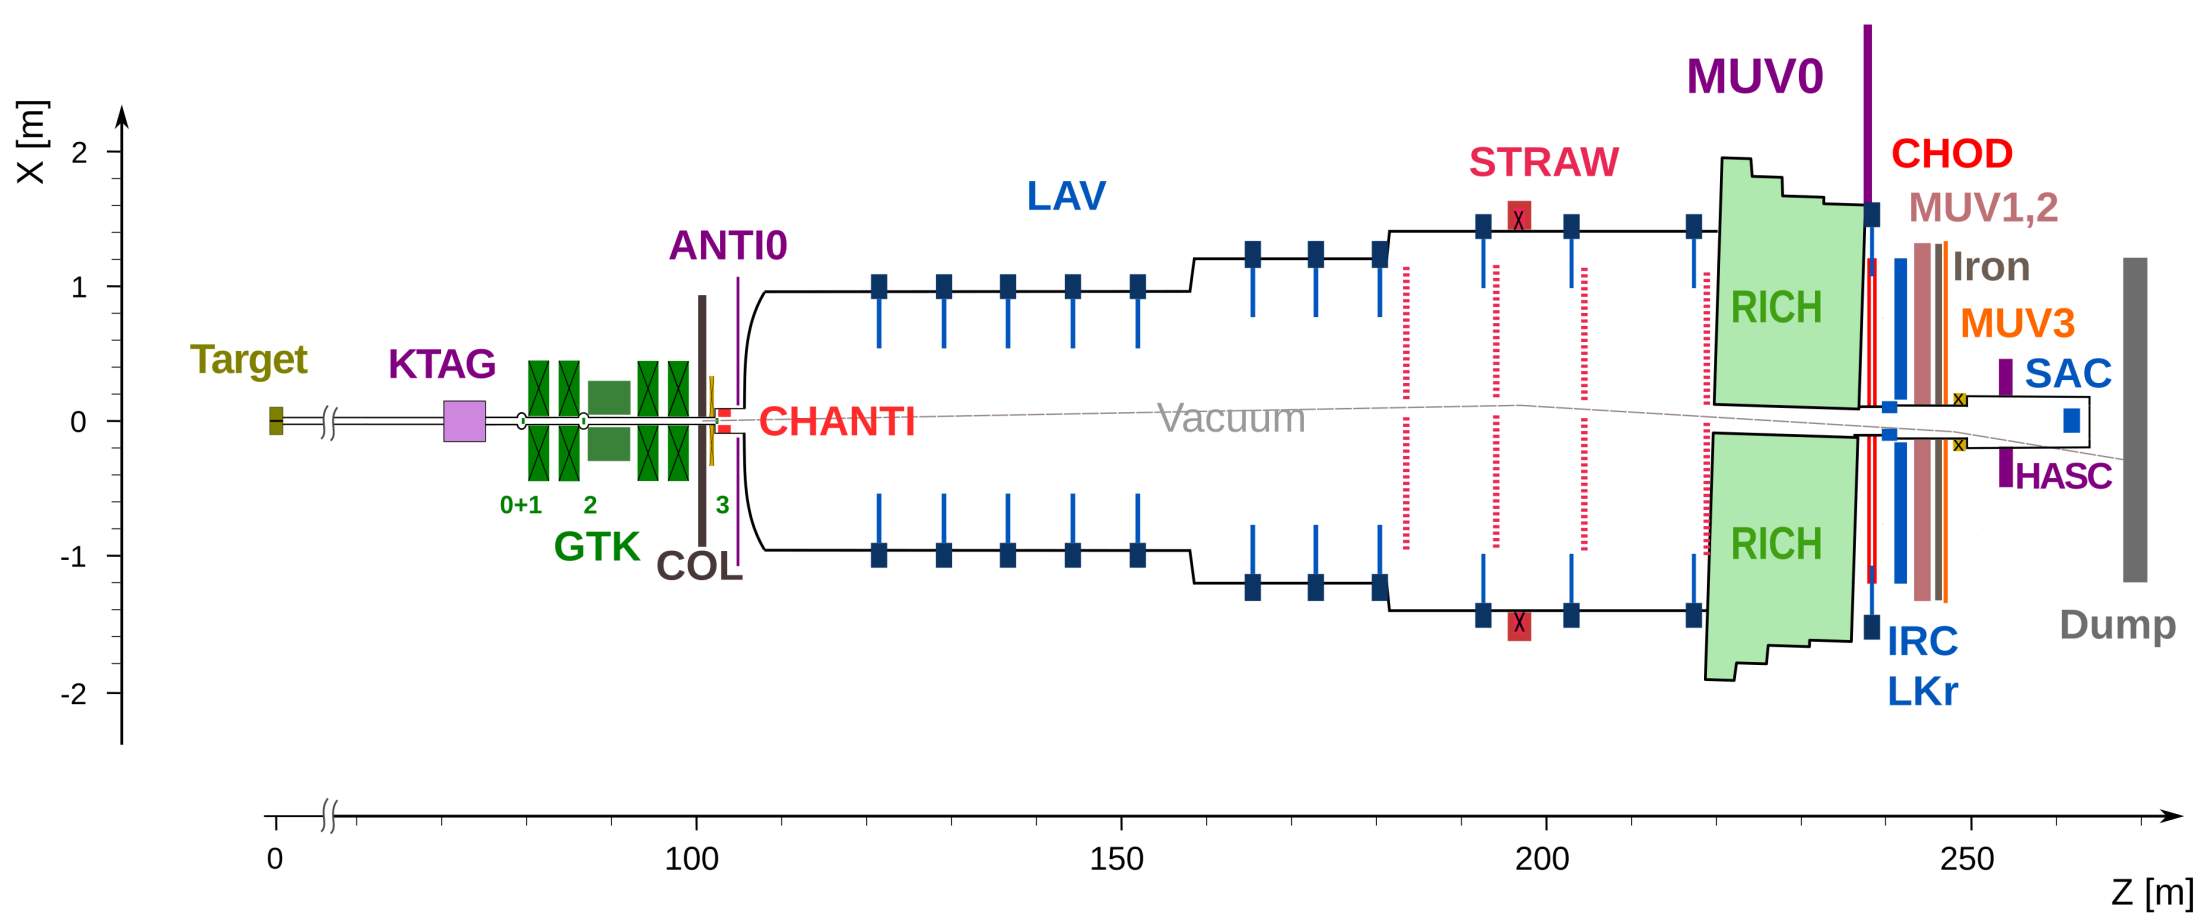 X [m]
2
1
0
-1
-2
Target
KTAG
0+1
2
3
GTK
COL
ANTI0
CHANTI
LAV
Vacuum
STRAW
MUV0
RICH
RICH
CHOD
MUV1,2
Iron
MUV3
SAC
HASC
IRC
LKr
Dump
0
100
150
200
250
Z [m]